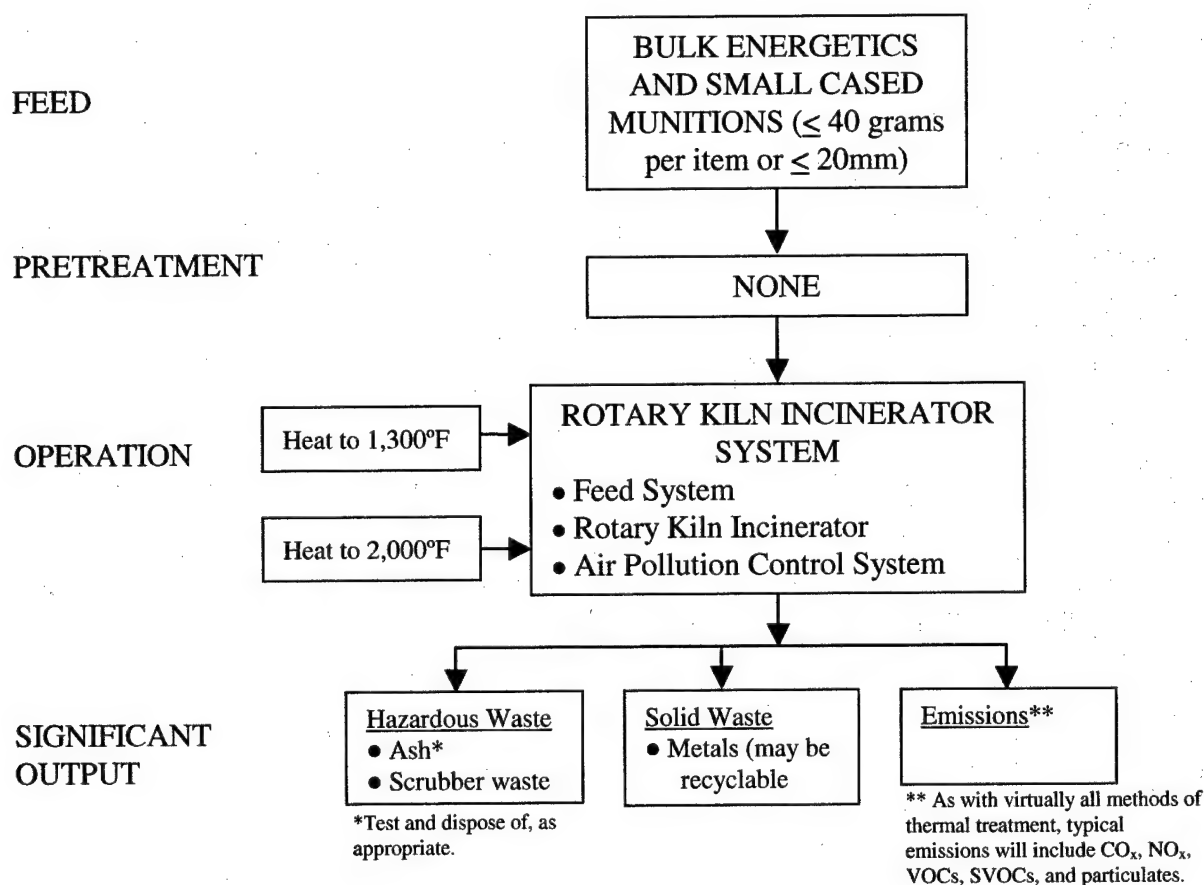 FEED
BULK ENERGETICS
AND SMALL CASED
MUNITIONS (≤ 40 grams
per item or ≤ 20mm)
PRETREATMENT
NONE
OPERATION
Heat to 1,300ºF
Heat to 2,000ºF
ROTARY KILN INCINERATOR
SYSTEM
• Feed System
• Rotary Kiln Incinerator
• Air Pollution Control System
SIGNIFICANT
OUTPUT
Hazardous Waste
• Ash*
• Scrubber waste
*Test and dispose of, as
appropriate.
Solid Waste
• Metals (may be
recyclable
Emissions**
** As with virtually all methods of
thermal treatment, typical
emissions will include COₓ, NOₓ,
VOCs, SVOCs, and particulates.